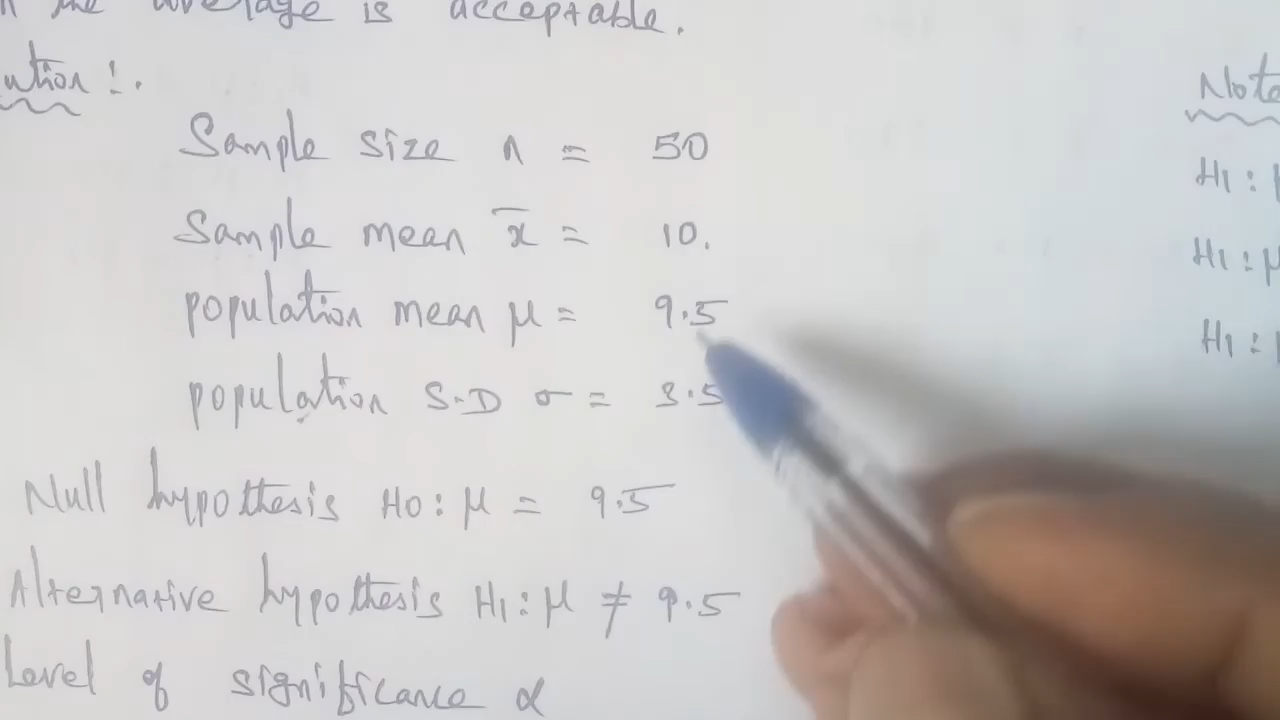 the average is acceptable.
ution :.
Sample size n = 50
Sample mean x̅ = 10.
population mean μ = 9.5
population S.D σ = 3.5
Null hypothesis H0 : μ = 9.5
Alternative hypothesis H1 : μ ≠ 9.5
Level of significance α
Note
H1 :
H1 : μ
H1 :